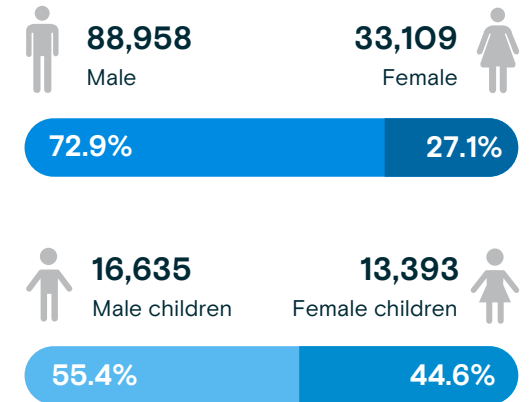 88,958 33,109
Male Female
72.9% 27.1%
16,635 13,393
Male children Female children
55.4% 44.6%